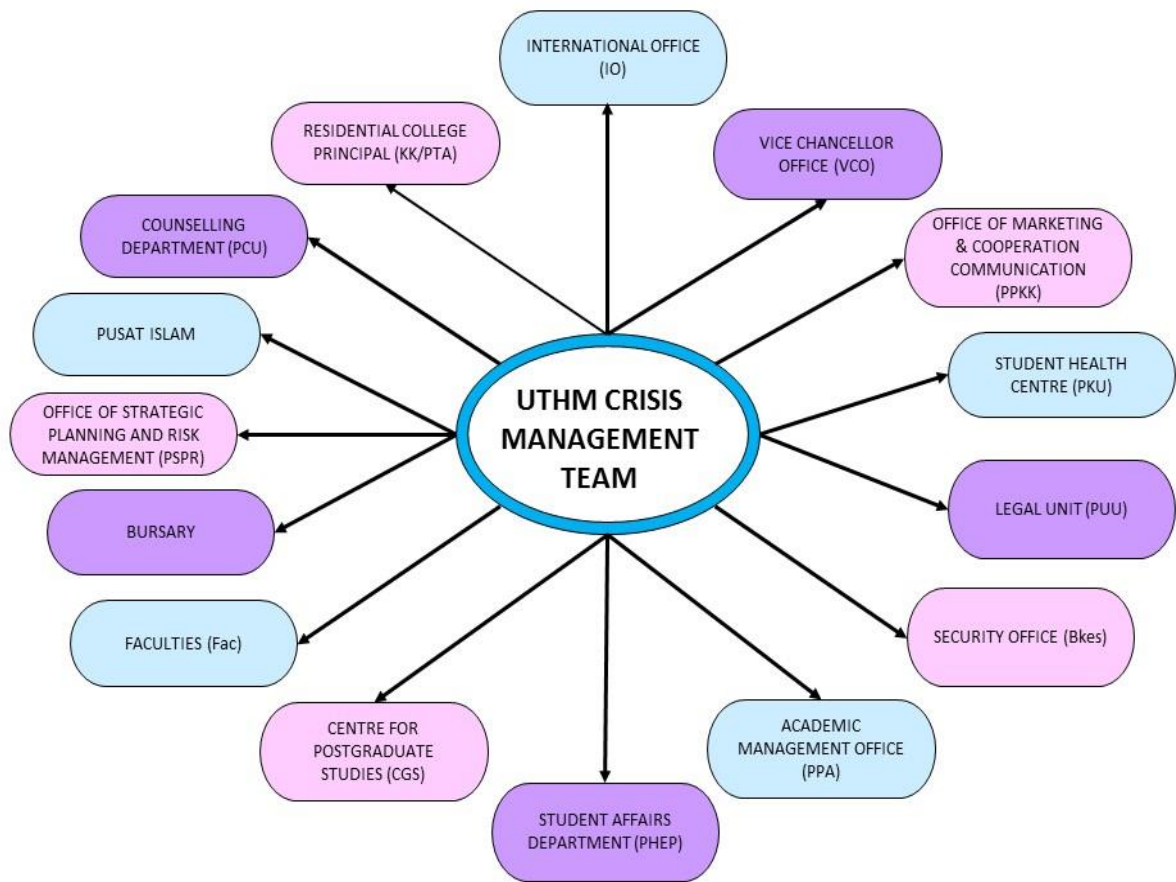 INTERNATIONAL OFFICE
(IO)
RESIDENTIAL COLLEGE
PRINCIPAL (KK/PTA)
VICE CHANCELLOR
OFFICE (VCO)
COUNSELLING
DEPARTMENT (PCU)
OFFICE OF MARKETING
& COOPERATION
COMMUNICATION
(PPKK)
PUSAT ISLAM
STUDENT HEALTH
CENTRE (PKU)
OFFICE OF STRATEGIC
PLANNING AND RISK
MANAGEMENT (PSPR)
UTHM CRISIS
MANAGEMENT
TEAM
LEGAL UNIT (PUU)
BURSARY
FACULTIES (Fac)
SECURITY OFFICE (Bkes)
CENTRE FOR
POSTGRADUATE
STUDIES (CGS)
ACADEMIC
MANAGEMENT OFFICE
(PPA)
STUDENT AFFAIRS
DEPARTMENT (PHEP)